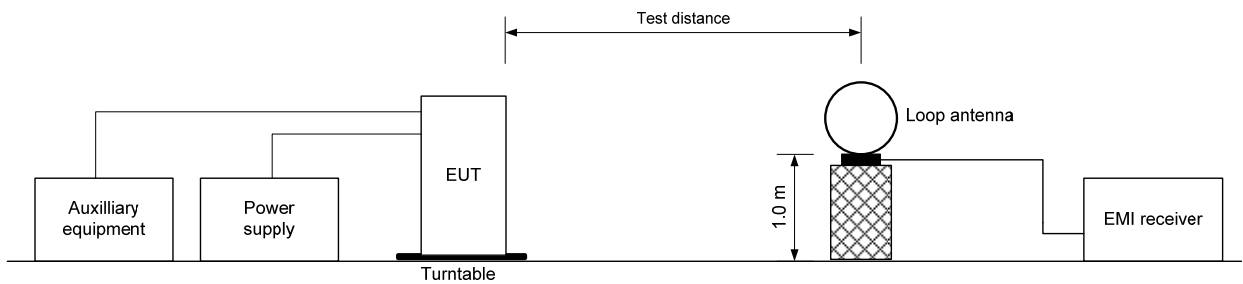 Test distance
Loop antenna
EUT
1.0 m
Auxilliary
equipment
Power
supply
EMI receiver
Turntable